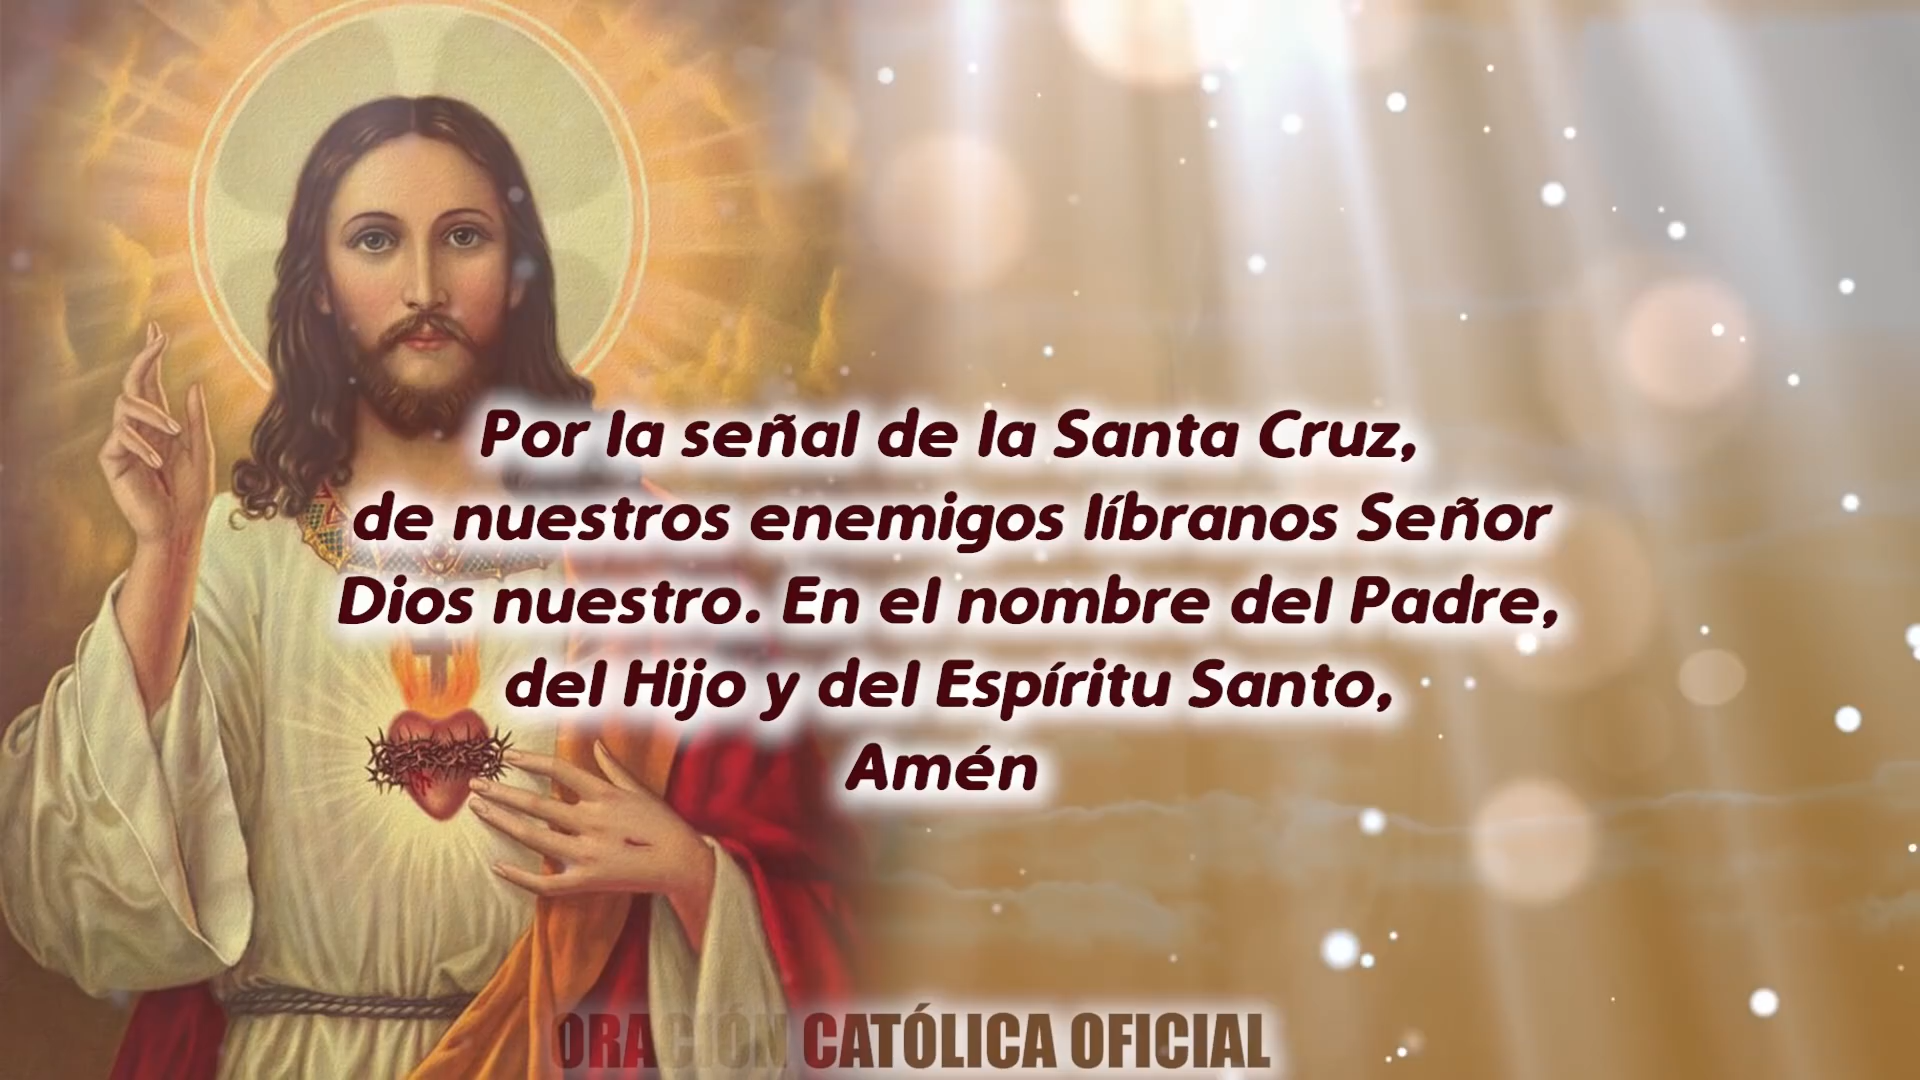 Por la señal de la Santa Cruz,
de nuestros enemigos líbranos Señor
Dios nuestro. En el nombre del Padre,
del Hijo y del Espíritu Santo,
Amén
ORACIÓN CATÓLICA OFICIAL